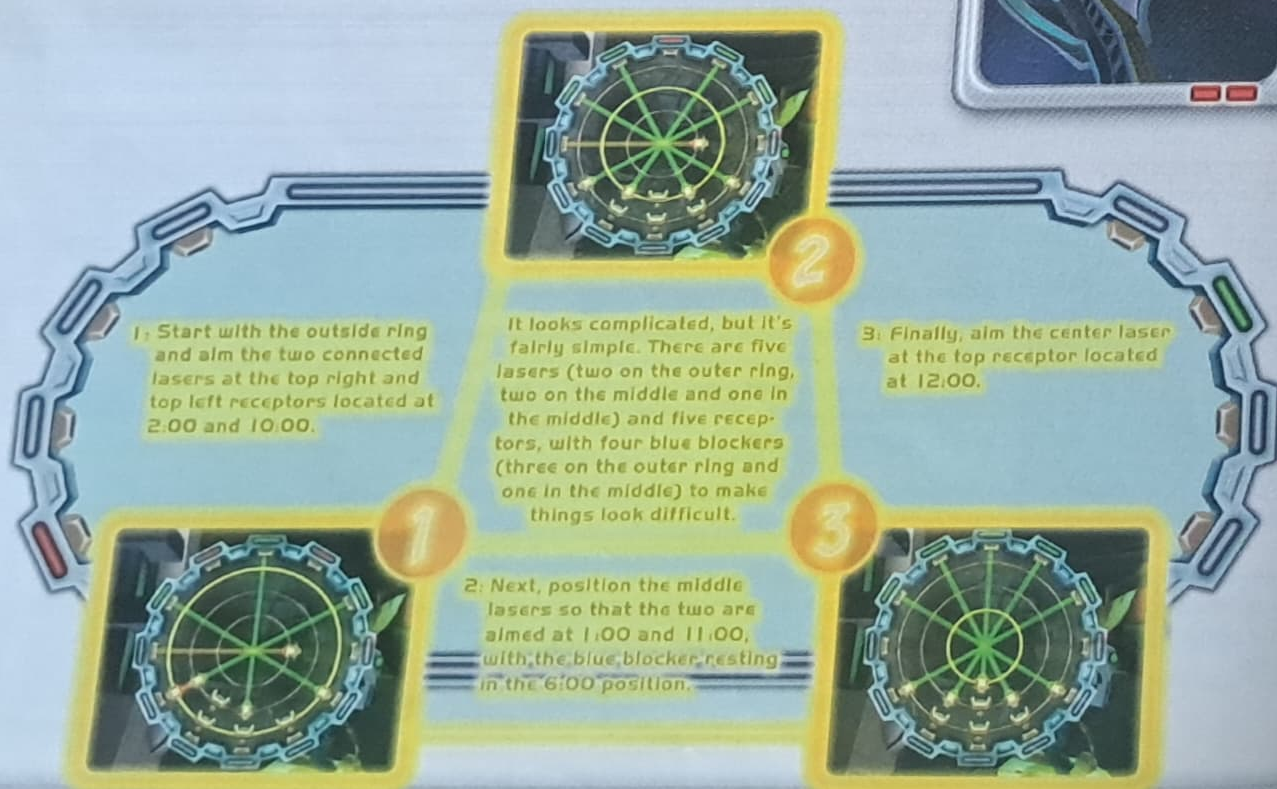 2
1: Start with the outside ring
and aim the two connected
lasers at the top right and
top left receptors located at
2:00 and 10:00.
It looks complicated, but it's
fairly simple. There are five
lasers (two on the outer ring,
two on the middle and one in
the middle) and five recep-
tors, with four blue blockers
(three on the outer ring and
one in the middle) to make
things look difficult.
3: Finally, aim the center laser
at the top receptor located
at 12:00.
1
3
2: Next, position the middle
lasers so that the two are
aimed at 1:00 and 11:00,
with the blue blocker resting
in the 6:00 position.